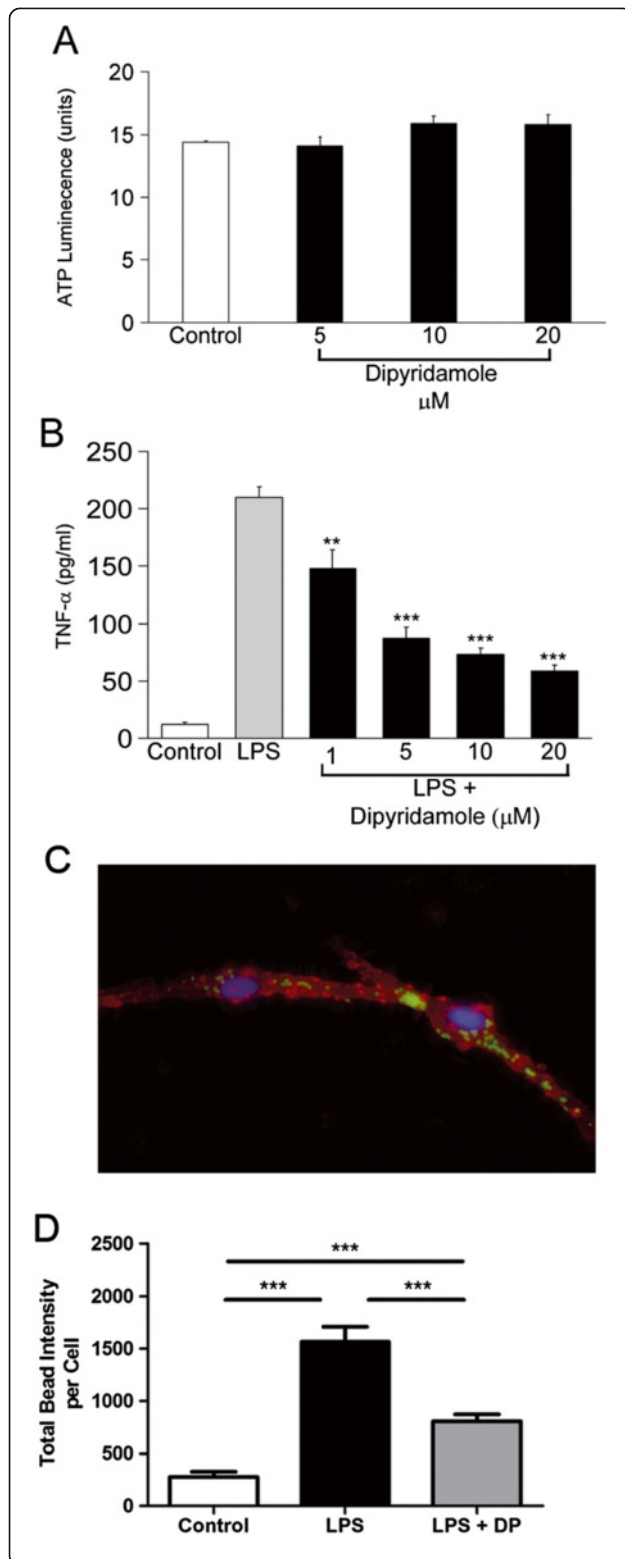 A
20
15
10
5
0
ATP Luminecence (units)
Control
5
10
20
Dipyridamole
μM
B
250
200
150
100
50
0
TNF-α (pg/ml)
**
***
***
***
Control
LPS
1
5
10
20
LPS +
Dipyridamole (μM)
C
D
2500
2000
1500
1000
500
0
Total Bead Intensity
per Cell
***
***
***
Control
LPS
LPS + DP